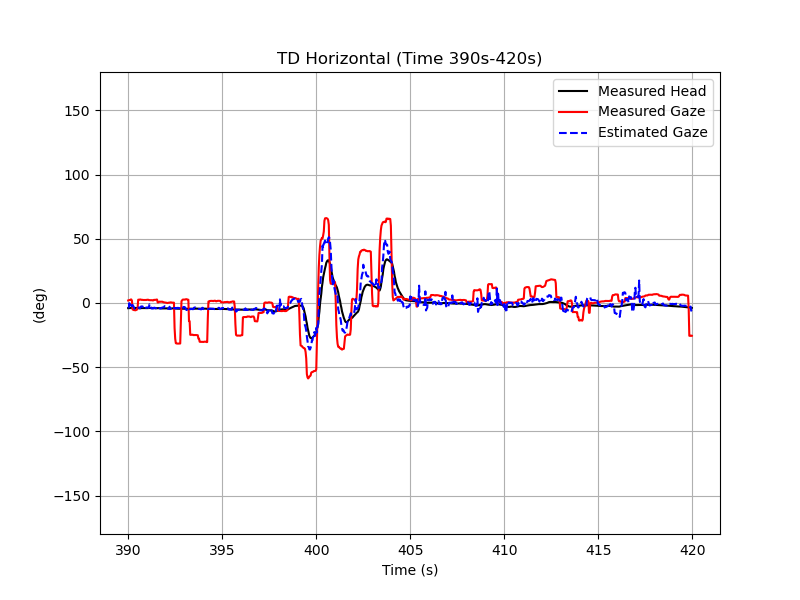 TD Horizontal (Time 390s-420s)
Measured Head
Measured Gaze
Estimated Gaze
150
100
50
0
−50
−100
−150
(deg)
390
395
400
405
410
415
420
Time (s)